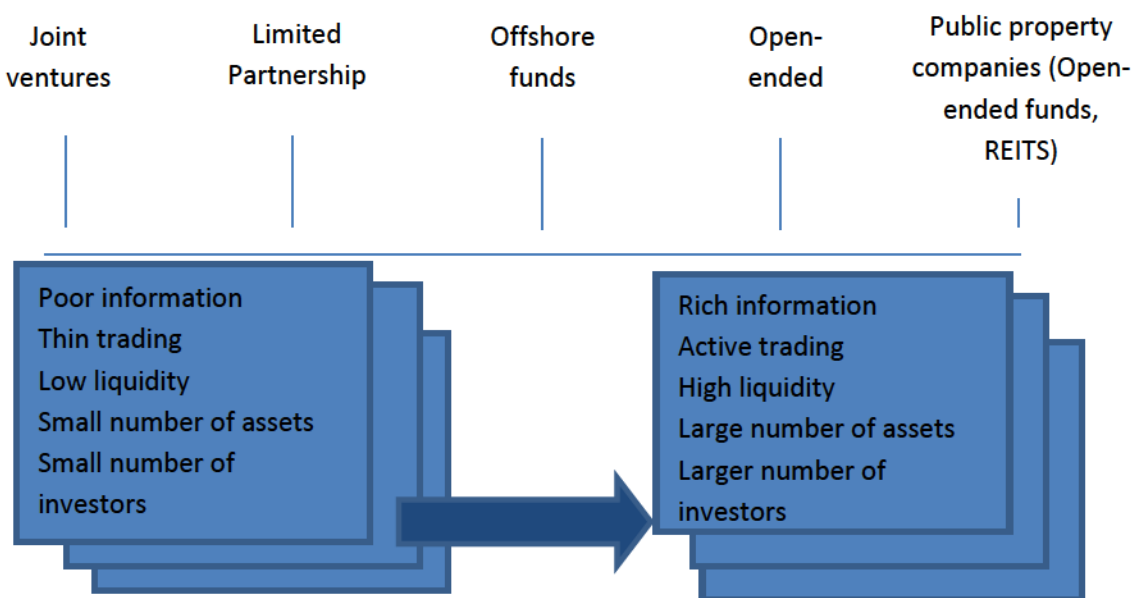 Joint
ventures
Limited
Partnership
Offshore
funds
Open-
ended
Public property
companies (Open-
ended funds,
REITS)
Poor information
Thin trading
Low liquidity
Small number of assets
Small number of
investors
Rich information
Active trading
High liquidity
Large number of assets
Larger number of
investors